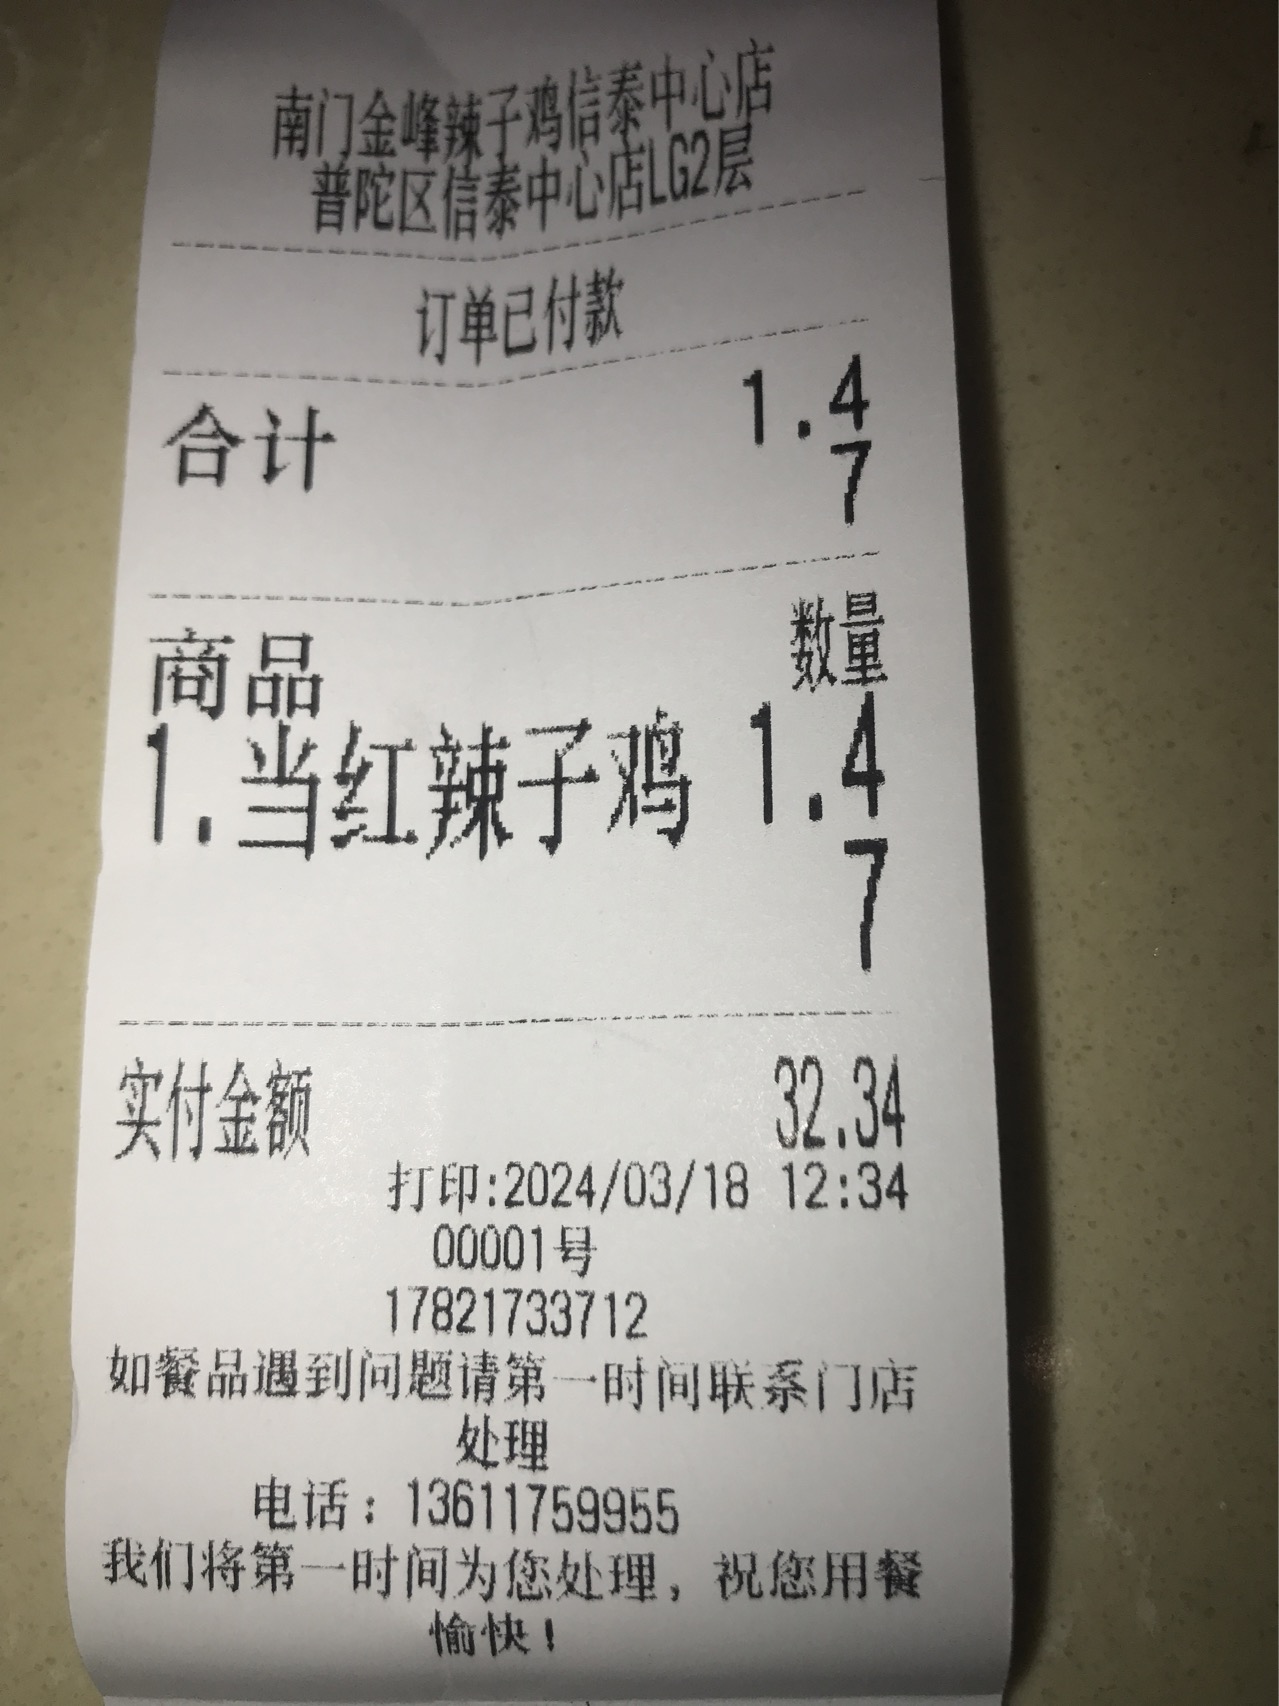 南门金峰辣子鸡信泰中心店
普陀区信泰中心店LG2层
订单已付款
合计 1.4
7
商品 数量
1.当红辣子鸡 1.4
7
实付金额 32.34
打印:2024/03/18 12:34
00001号
17821733712
如餐品遇到问题请第一时间联系门店
处理
电话：13611759955
我们将第一时间为您处理，祝您用餐
愉快！